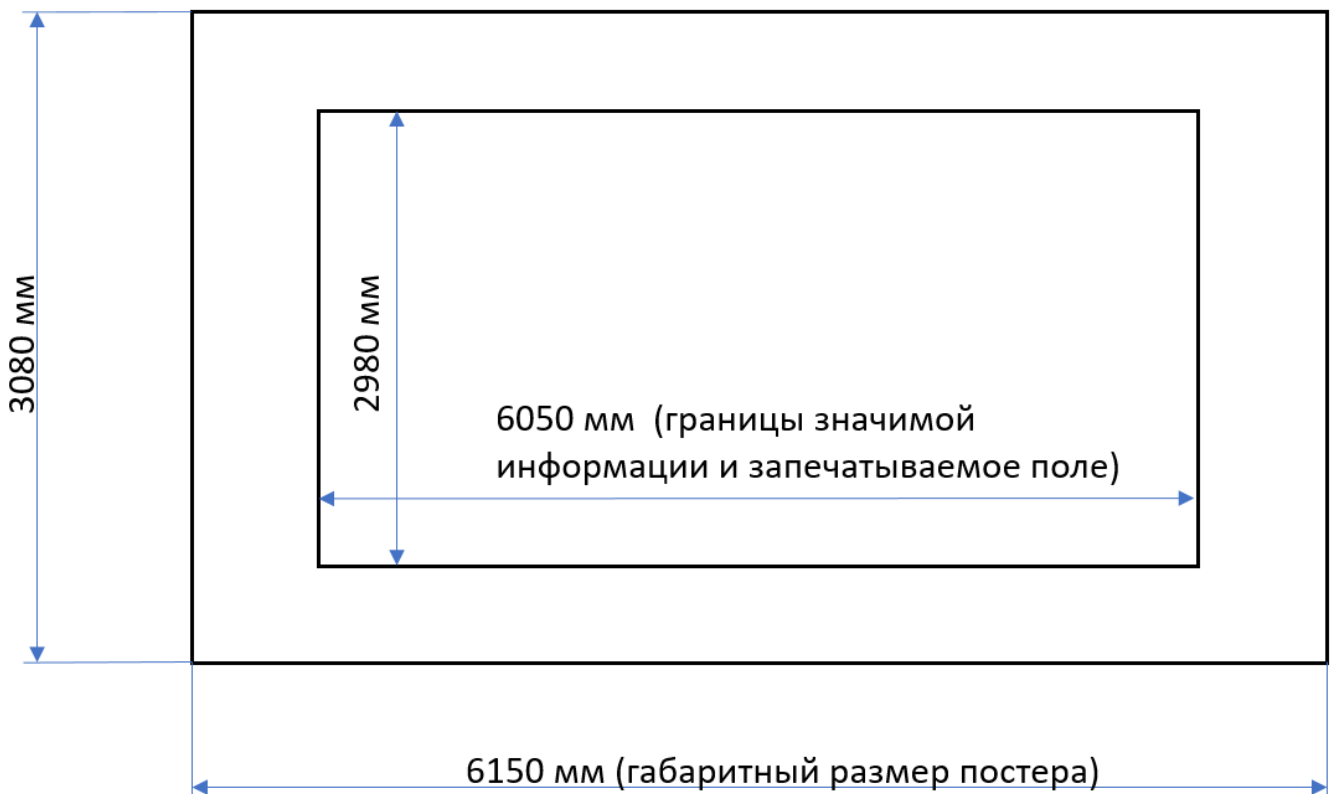 3080 мм
2980 мм
6050 мм  (границы значимой
информации и запечатываемое поле)
6150 мм (габаритный размер постера)